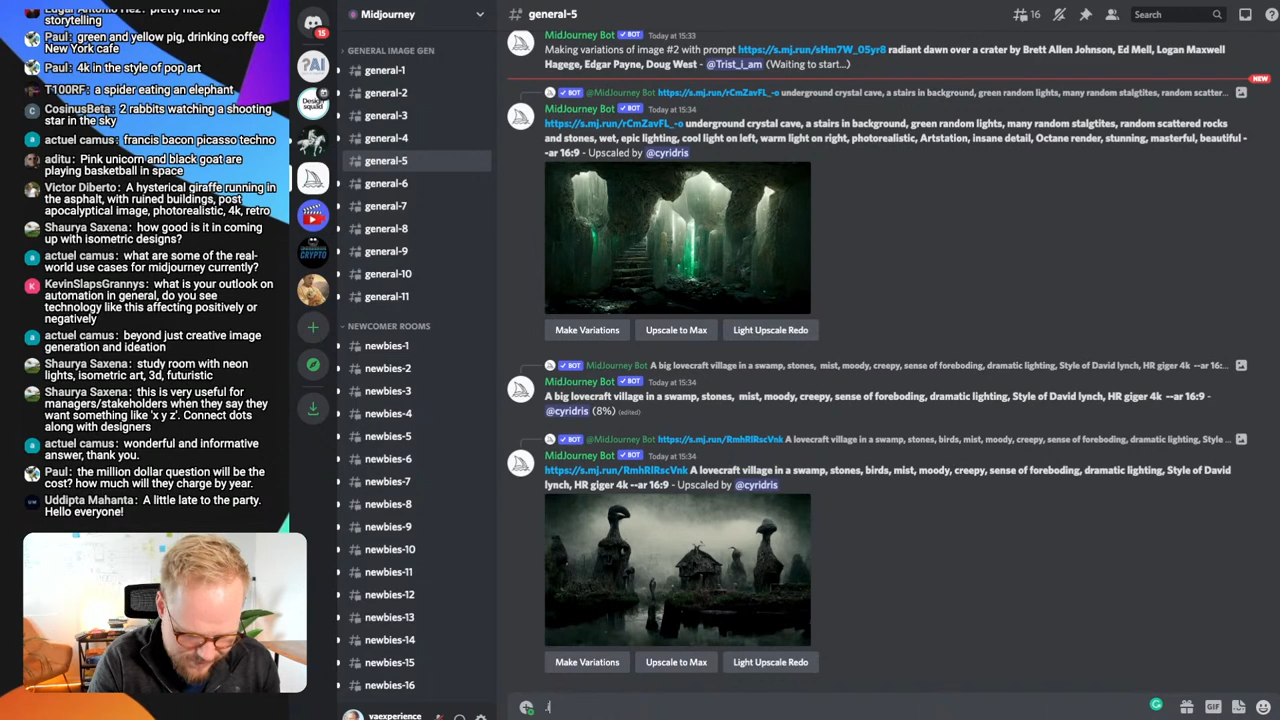 Edgar Antonio Hez: pretty nice for
storytelling
Paul: green and yellow pig, drinking coffee
New York cafe
Paul: 4k in the style of pop art
T100RF: a spider eating an elephant
CosinusBeta: 2 rabbits watching a shooting
star in the sky
actuel camus: francis bacon picasso techno
aditu: Pink unicorn and black goat are
playing basketball in space
Victor Diberto: A hysterical giraffe running in
the asphalt, with ruined buildings, post
apocalyptical image, photorealistic, 4k, retro
Shaurya Saxena: how good is it in coming
up with isometric designs?
actuel camus: what are some of the real-
world use cases for midjourney currently?
KevinSlapsGrannys: what is your outlook on
automation in general, do you see
technology like this affecting positively or
negatively
actuel camus: beyond just creative image
generation and ideation
Shaurya Saxena: study room with neon
lights, isometric art, 3d, futuristic
Shaurya Saxena: this is very useful for
managers/stakeholders when they say they
want something like 'x y z'. Connect dots
along with designers
actuel camus: wonderful and informative
answer, thank you.
Paul: the million dollar question will be the
cost? how much will they charge by year.
Uddipta Mahanta: A little late to the party.
Hello everyone!
15
PAI
Design
squad
CRYPTO
Midjourney
GENERAL IMAGE GEN
general-1
general-2
general-3
general-4
general-5
general-6
general-7
general-8
general-9
general-10
general-11
NEWCOMER ROOMS
newbies-1
newbies-2
newbies-3
newbies-4
newbies-5
newbies-6
newbies-7
newbies-8
newbies-9
newbies-10
newbies-11
newbies-12
newbies-13
newbies-14
newbies-15
newbies-16
vaexperience
general-5
16
Search
MidJourney Bot BOT Today at 15:33
Making variations of image #2 with prompt https://s.mj.run/sHm7W_05yr8 radiant dawn over a crater by Brett Allen Johnson, Ed Mell, Logan Maxwell
Hagege, Edgar Payne, Doug West - @Trist_i_am (Waiting to start...)
NEW
BOT @MidJourney Bot https://s.mj.run/rCmZavFL_-o underground crystal cave, a stairs in background, green random lights, many random stalgtites, random scatter...
MidJourney Bot BOT Today at 15:34
https://s.mj.run/rCmZavFL_-o underground crystal cave, a stairs in background, green random lights, many random stalgtites, random scattered rocks
and stones, wet, epic lighting, cool light on left, warm light on right, photorealistic, Artstation, insane detail, Octane render, stunning, masterful, beautiful -
-ar 16:9 - Upscaled by @cyridris
Make Variations
Upscale to Max
Light Upscale Redo
BOT MidJourney Bot A big lovecraft village in a swamp, stones, mist, moody, creepy, sense of foreboding, dramatic lighting, Style of David lynch, HR giger 4k --ar 16:...
MidJourney Bot BOT Today at 15:34
A big lovecraft village in a swamp, stones, mist, moody, creepy, sense of foreboding, dramatic lighting, Style of David lynch, HR giger 4k --ar 16:9 -
@cyridris (8%) (edited)
BOT @MidJourney Bot https://s.mj.run/RmhRlRscVnk A lovecraft village in a swamp, stones, birds, mist, moody, creepy, sense of foreboding, dramatic lighting, Style ...
MidJourney Bot BOT Today at 15:34
https://s.mj.run/RmhRlRscVnk A lovecraft village in a swamp, stones, birds, mist, moody, creepy, sense of foreboding, dramatic lighting, Style of David
lynch, HR giger 4k --ar 16:9 - Upscaled by @cyridris
Make Variations
Upscale to Max
Light Upscale Redo
GIF